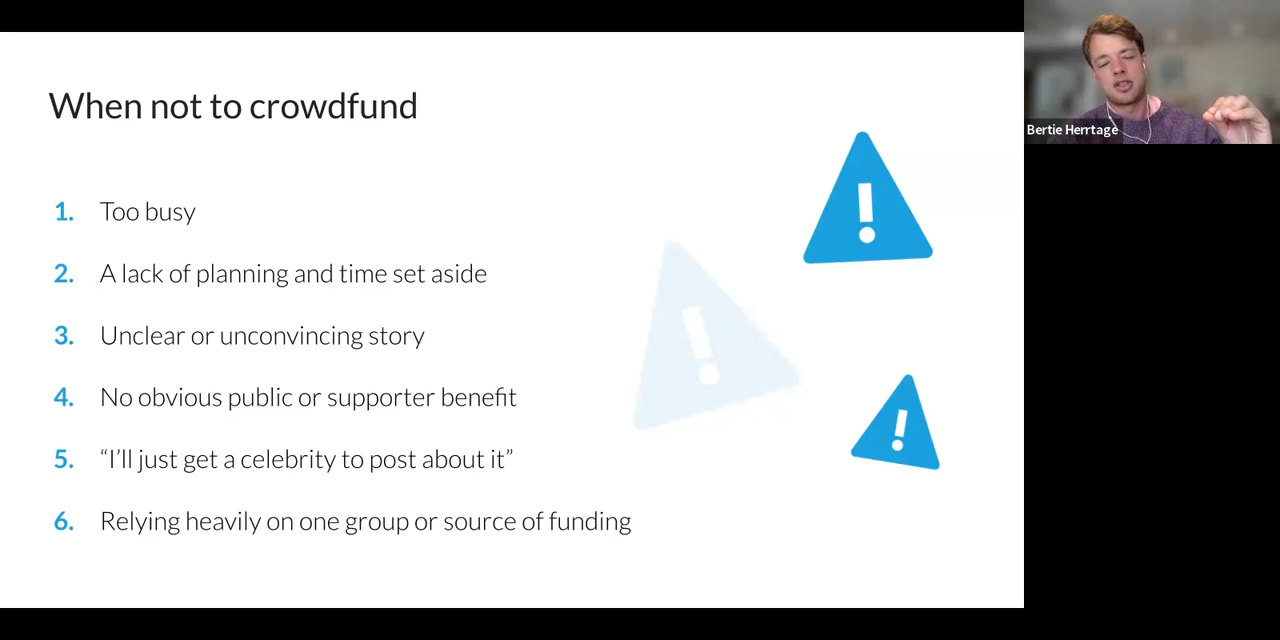 When not to crowdfund
1. Too busy
2. A lack of planning and time set aside
3. Unclear or unconvincing story
4. No obvious public or supporter benefit
5. “I’ll just get a celebrity to post about it”
6. Relying heavily on one group or source of funding
Bertie Herrtage